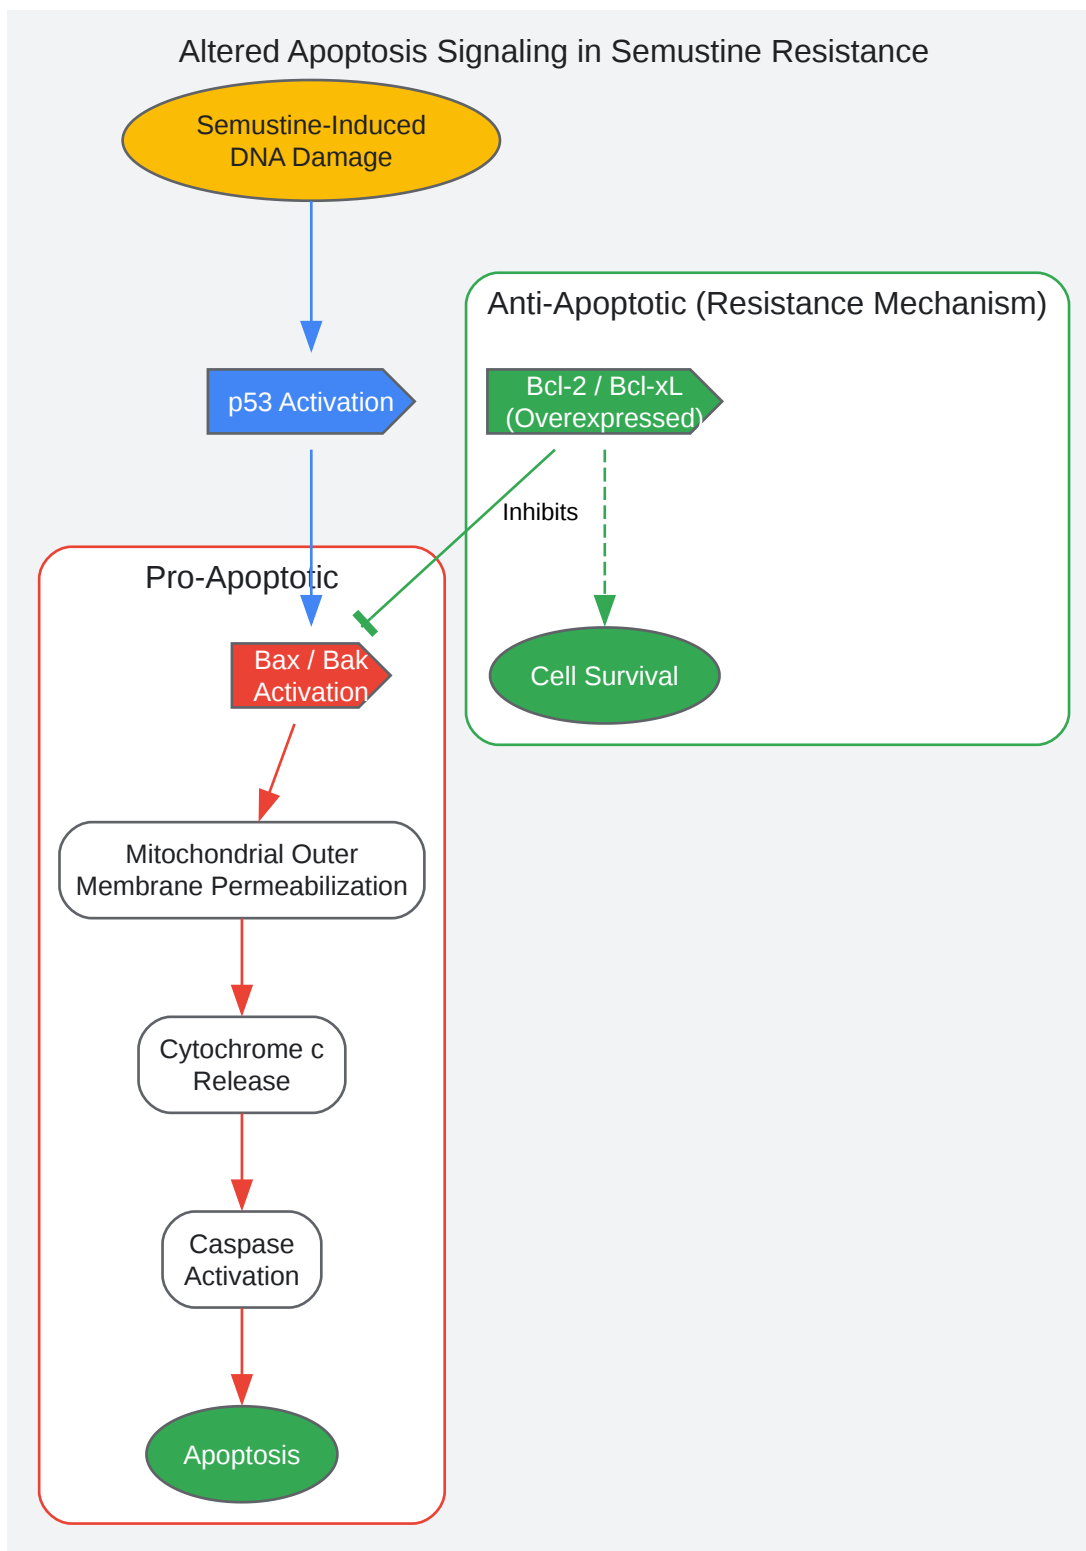 Altered Apoptosis Signaling in Semustine Resistance
Semustine-Induced
DNA Damage
Anti-Apoptotic (Resistance Mechanism)
p53 Activation
Bcl-2 / Bcl-xL
(Overexpressed)
Inhibits
Pro-Apoptotic
Bax / Bak
Activation
Cell Survival
Mitochondrial Outer
Membrane Permeabilization
Cytochrome c
Release
Caspase
Activation
Apoptosis